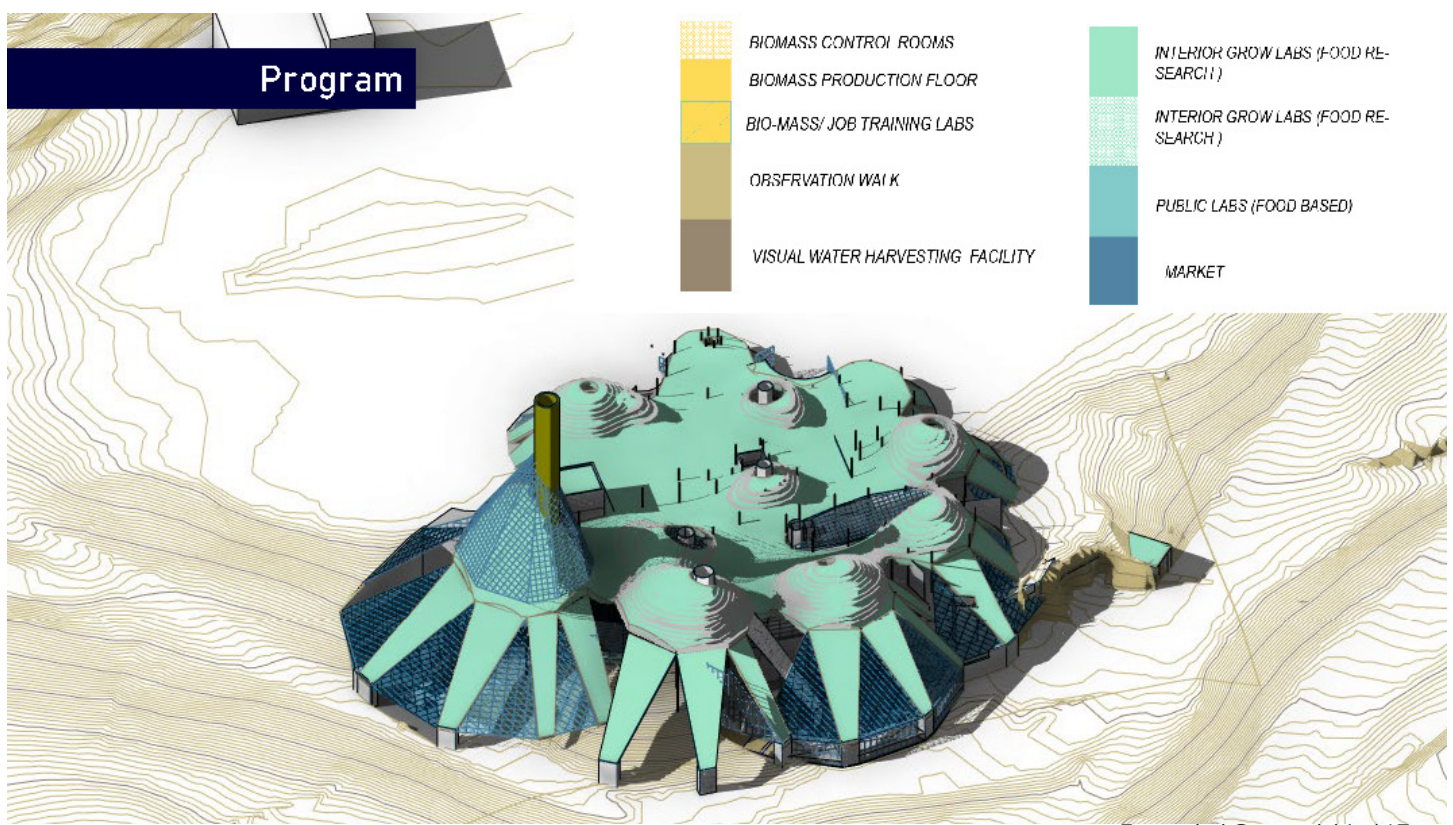 Program
BIOMASS CONTROL ROOMS
BIOMASS PRODUCTION FLOOR
BIO-MASS/ JOB TRAINING LABS
OBSERVATION WALK
VISUAL WATER HARVESTING FACILITY
INTERIOR GROW LABS (FOOD RE-
SEARCH )
INTERIOR GROW LABS (FOOD RE-
SEARCH )
PUBLIC LABS (FOOD BASED)
MARKET